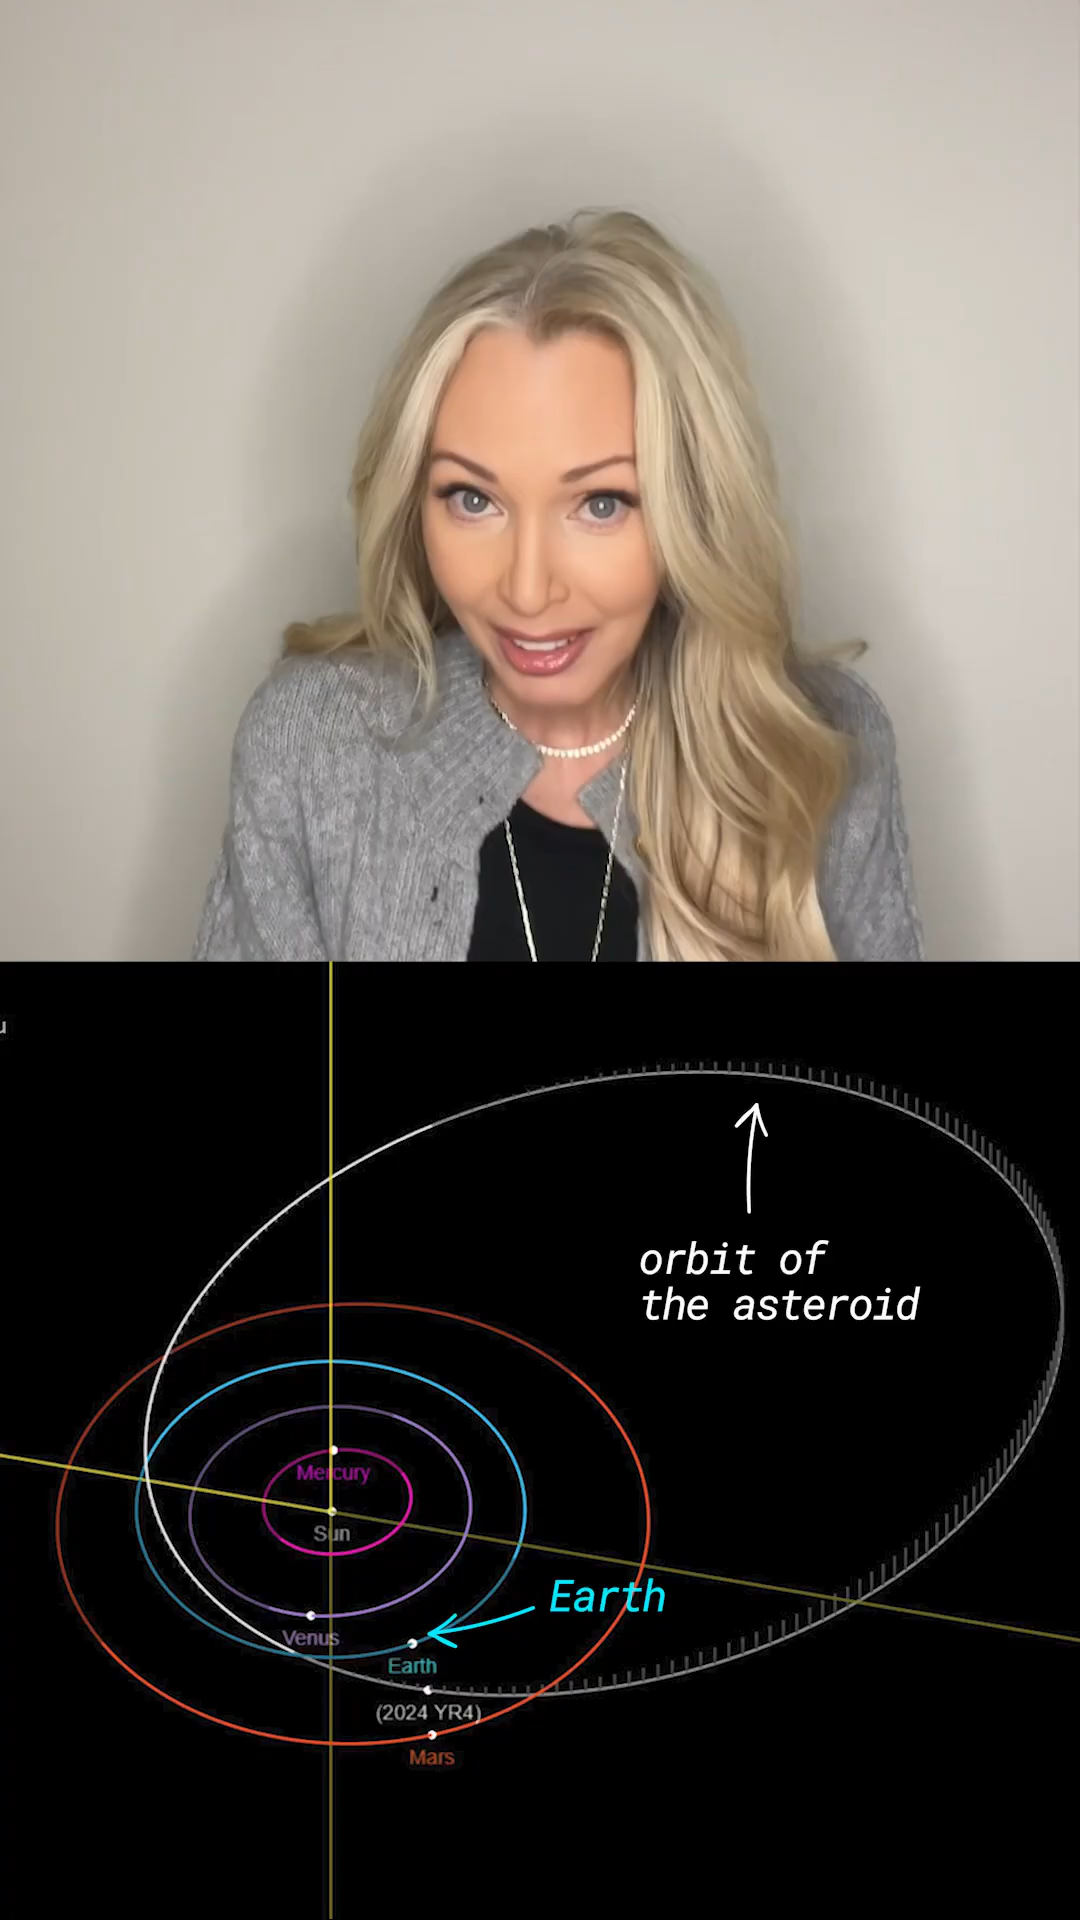 orbit of
the asteroid
Mercury
Sun
Earth
Venus
Earth
(2024 YR4)
Mars